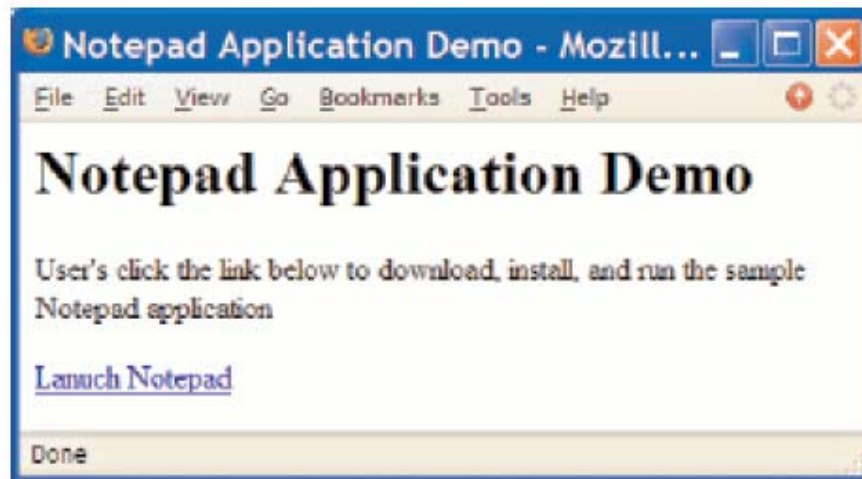 Notepad Application Demo - Mozill...
File Edit View Go Bookmarks Tools Help
Notepad Application Demo
User's click the link below to download, install, and run the sample
Notepad application
Lanuch Notepad
Done